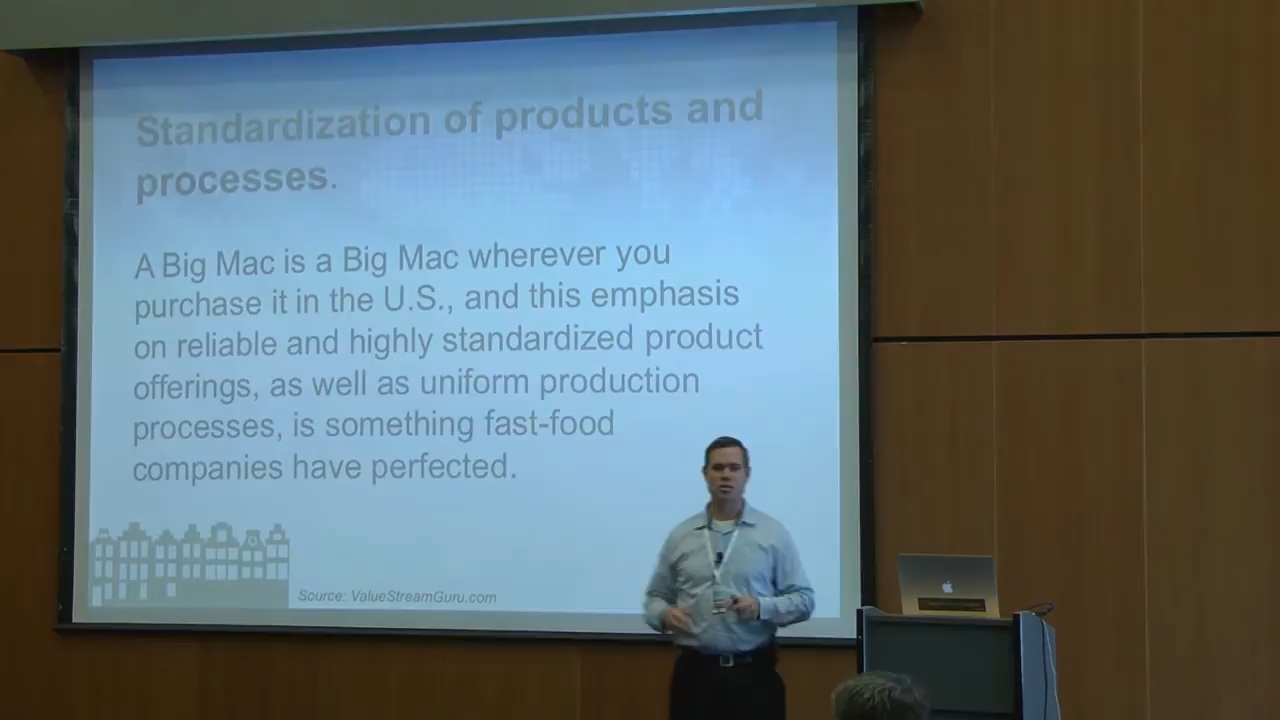 Standardization of products and
processes.
A Big Mac is a Big Mac wherever you
purchase it in the U.S., and this emphasis
on reliable and highly standardized product
offerings, as well as uniform production
processes, is something fast-food
companies have perfected.
Source: ValueStreamGuru.com